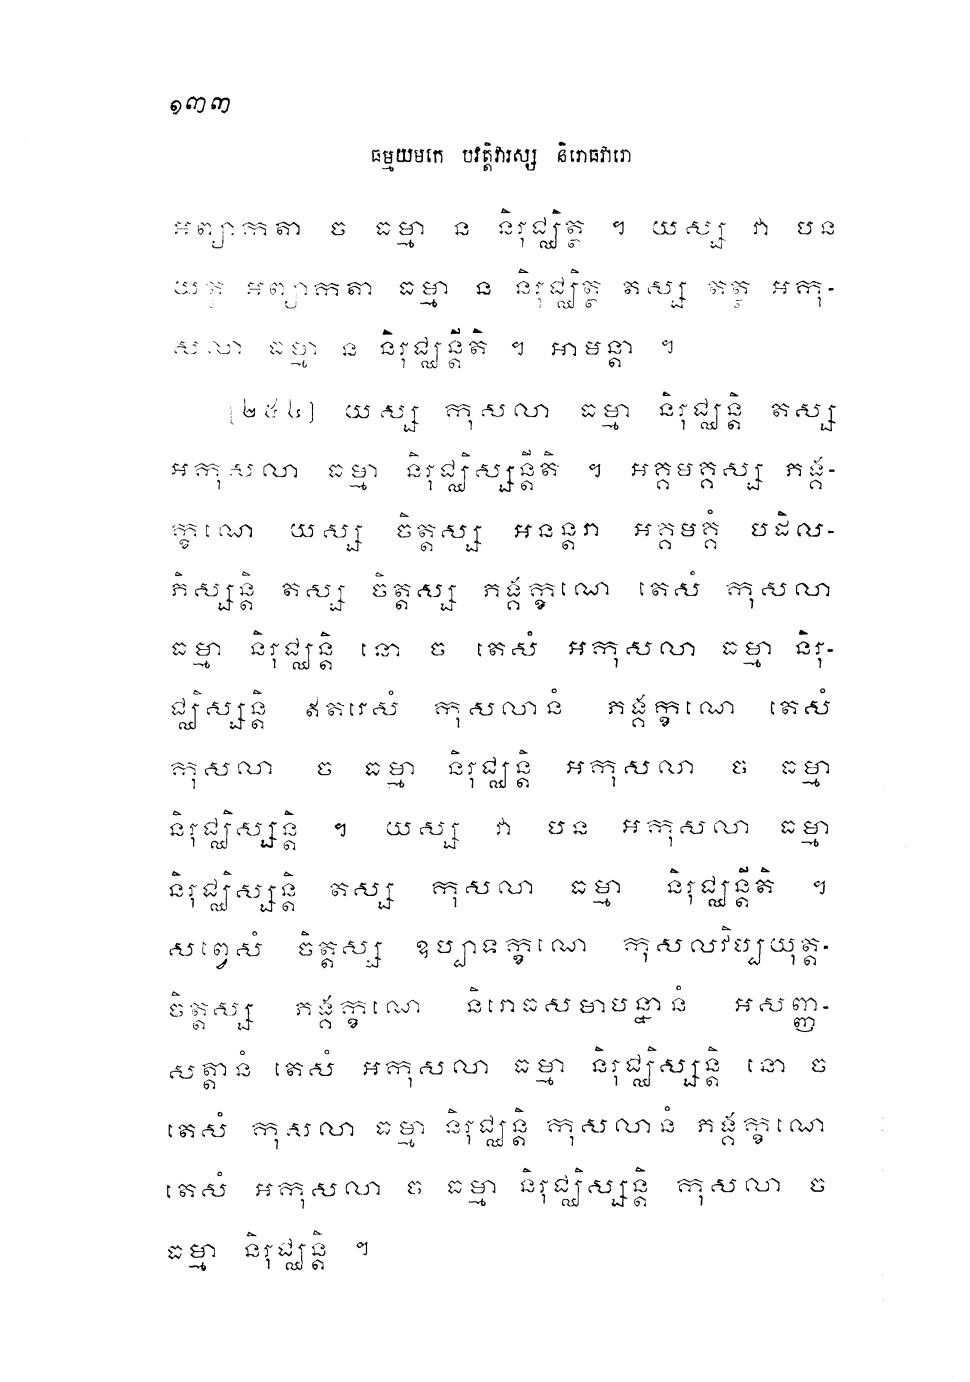 ១៣៣
ធម្មយមកេ បវត្តិវារស្ស និរោធវារោ
អព្យាកតា ច ធម្មា ន និរុជ្ឈិត្ថ ។ យស្ស វា បន
យត្ថ អព្យាកតា ធម្មា ន និរុជ្ឈិត្ថ តស្ស តត្ថ អកុ-
សលា ធម្មា ន និរុជ្ឈន្តីតិ ។ អាមន្តា ។
[២៥៤] យស្ស កុសលា ធម្មា និរុជ្ឈន្តិ តស្ស
អកុសលា ធម្មា និរុជ្ឈិស្សន្តីតិ ។ អគ្គមគ្គស្ស ភង្គ-
ក្ខណេ យស្ស ចិត្តស្ស អនន្តរា អគ្គមគ្គំ បដិល-
ភិស្សន្តិ តស្ស ចិត្តស្ស ភង្គក្ខណេ តេសំ កុសលា
ធម្មា និរុជ្ឈន្តិ នោ ច តេសំ អកុសលា ធម្មា និរុ-
ជ្ឈិស្សន្តិ ឥតរេសំ កុសលានំ ភង្គក្ខណេ តេសំ
កុសលា ច ធម្មា និរុជ្ឈន្តិ អកុសលា ច ធម្មា
និរុជ្ឈិស្សន្តិ ។ យស្ស វា បន អកុសលា ធម្មា
និរុជ្ឈិស្សន្តិ តស្ស កុសលា ធម្មា និរុជ្ឈន្តីតិ ។
សព្វេសំ ចិត្តស្ស ឧប្បាទក្ខណេ កុសលវិប្បយុត្ត-
ចិត្តស្ស ភង្គក្ខណេ និរោធសមាបន្នានំ អសញ្ញ-
សត្តានំ តេសំ អកុសលា ធម្មា និរុជ្ឈិស្សន្តិ នោ ច
តេសំ កុសលា ធម្មា និរុជ្ឈន្តិ កុសលានំ ភង្គក្ខណេ
តេសំ អកុសលា ច ធម្មា និរុជ្ឈិស្សន្តិ កុសលា ច
ធម្មា និរុជ្ឈន្តិ ។